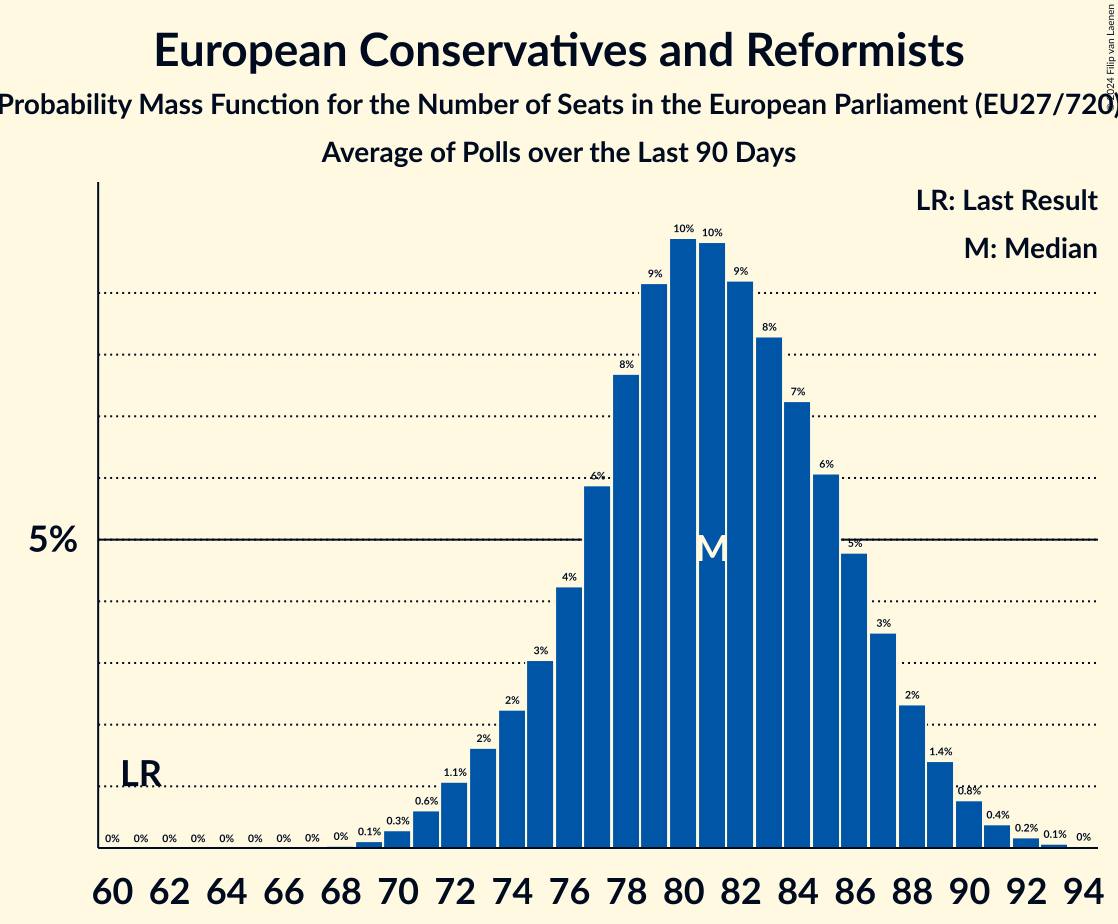 European Conservatives and Reformists
Probability Mass Function for the Number of Seats in the European Parliament (EU27/720)
Average of Polls over the Last 90 Days
© 2024 Filip van Laenen
LR: Last Result
M: Median
5%
LR
M
0% 0% 0% 0% 0% 0% 0% 0% 0% 0.1% 0.3% 0.6% 1.1% 2% 2% 3% 4% 6% 8% 9% 10% 10% 9% 8% 7% 6% 5% 3% 2% 1.4% 0.8% 0.4% 0.2% 0.1% 0%
60 62 64 66 68 70 72 74 76 78 80 82 84 86 88 90 92 94